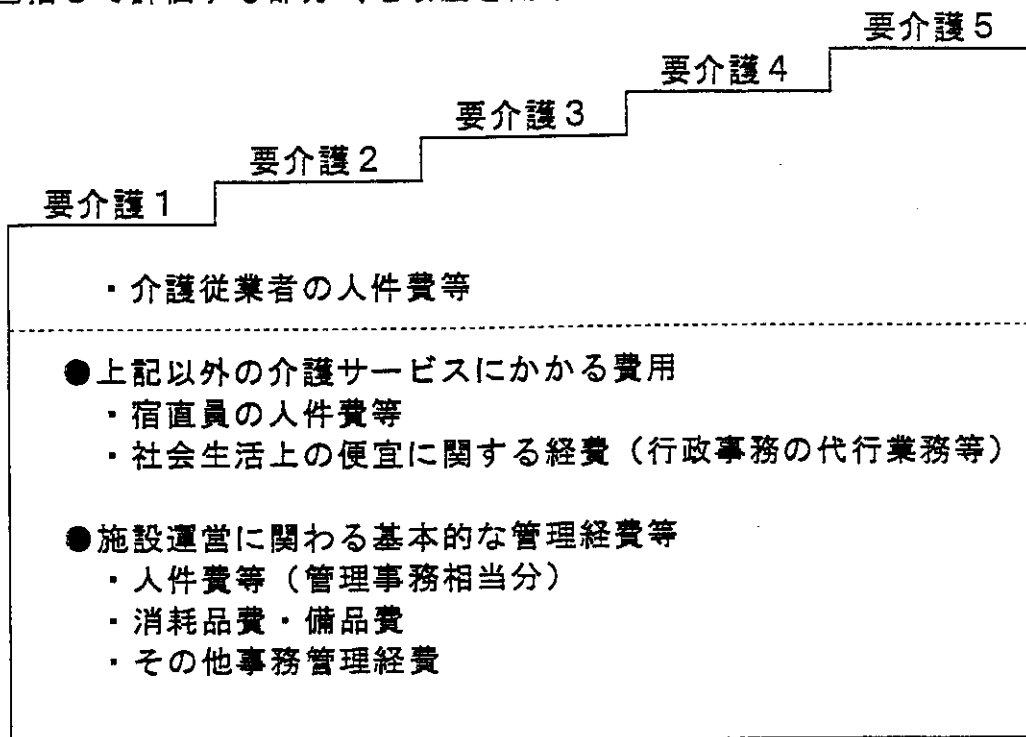 要介護5
要介護4
要介護3
要介護2
要介護1
・介護従業者の人件費等
●上記以外の介護サービスにかかる費用
・宿直員の人件費等
・社会生活上の便宜に関する経費（行政事務の代行業務等）
●施設運営に関わる基本的な管理経費等
・人件費等（管理事務相当分）
・消耗品費・備品費
・その他事務管理経費